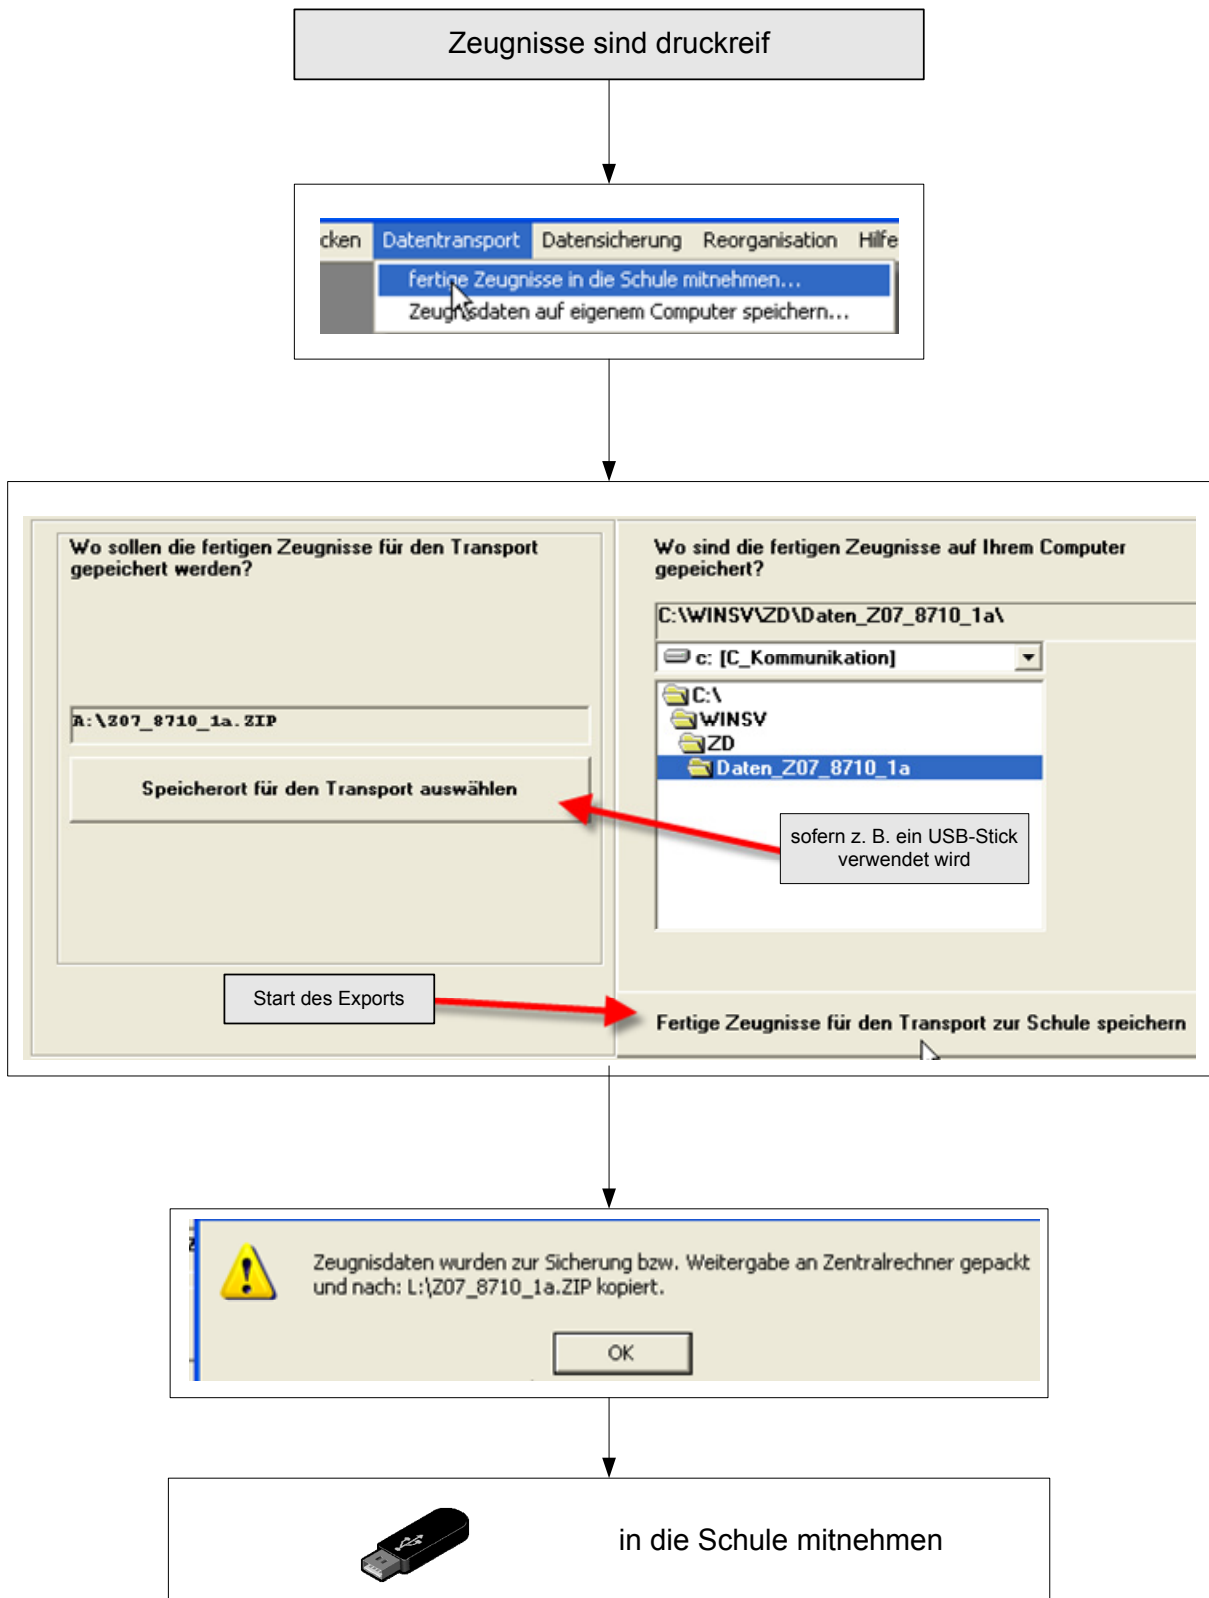 Zeugnisse sind druckreif
cken Datentransport Datensicherung Reorganisation Hilfe
fertige Zeugnisse in die Schule mitnehmen...
Zeugnisdaten auf eigenem Computer speichern...
Wo sollen die fertigen Zeugnisse für den Transport
gepeichert werden?
A:\Z07_8710_1a.ZIP
Speicherort für den Transport auswählen
Wo sind die fertigen Zeugnisse auf Ihrem Computer
gepeichert?
C:\WINSV\ZD\Daten_Z07_8710_1a\
c: [C_Kommunikation]
C:\
WINSV
ZD
Daten_Z07_8710_1a
sofern z. B. ein USB-Stick
verwendet wird
Start des Exports
Fertige Zeugnisse für den Transport zur Schule speichern
Zeugnisdaten wurden zur Sicherung bzw. Weitergabe an Zentralrechner gepackt
und nach: L:\Z07_8710_1a.ZIP kopiert.
OK
in die Schule mitnehmen